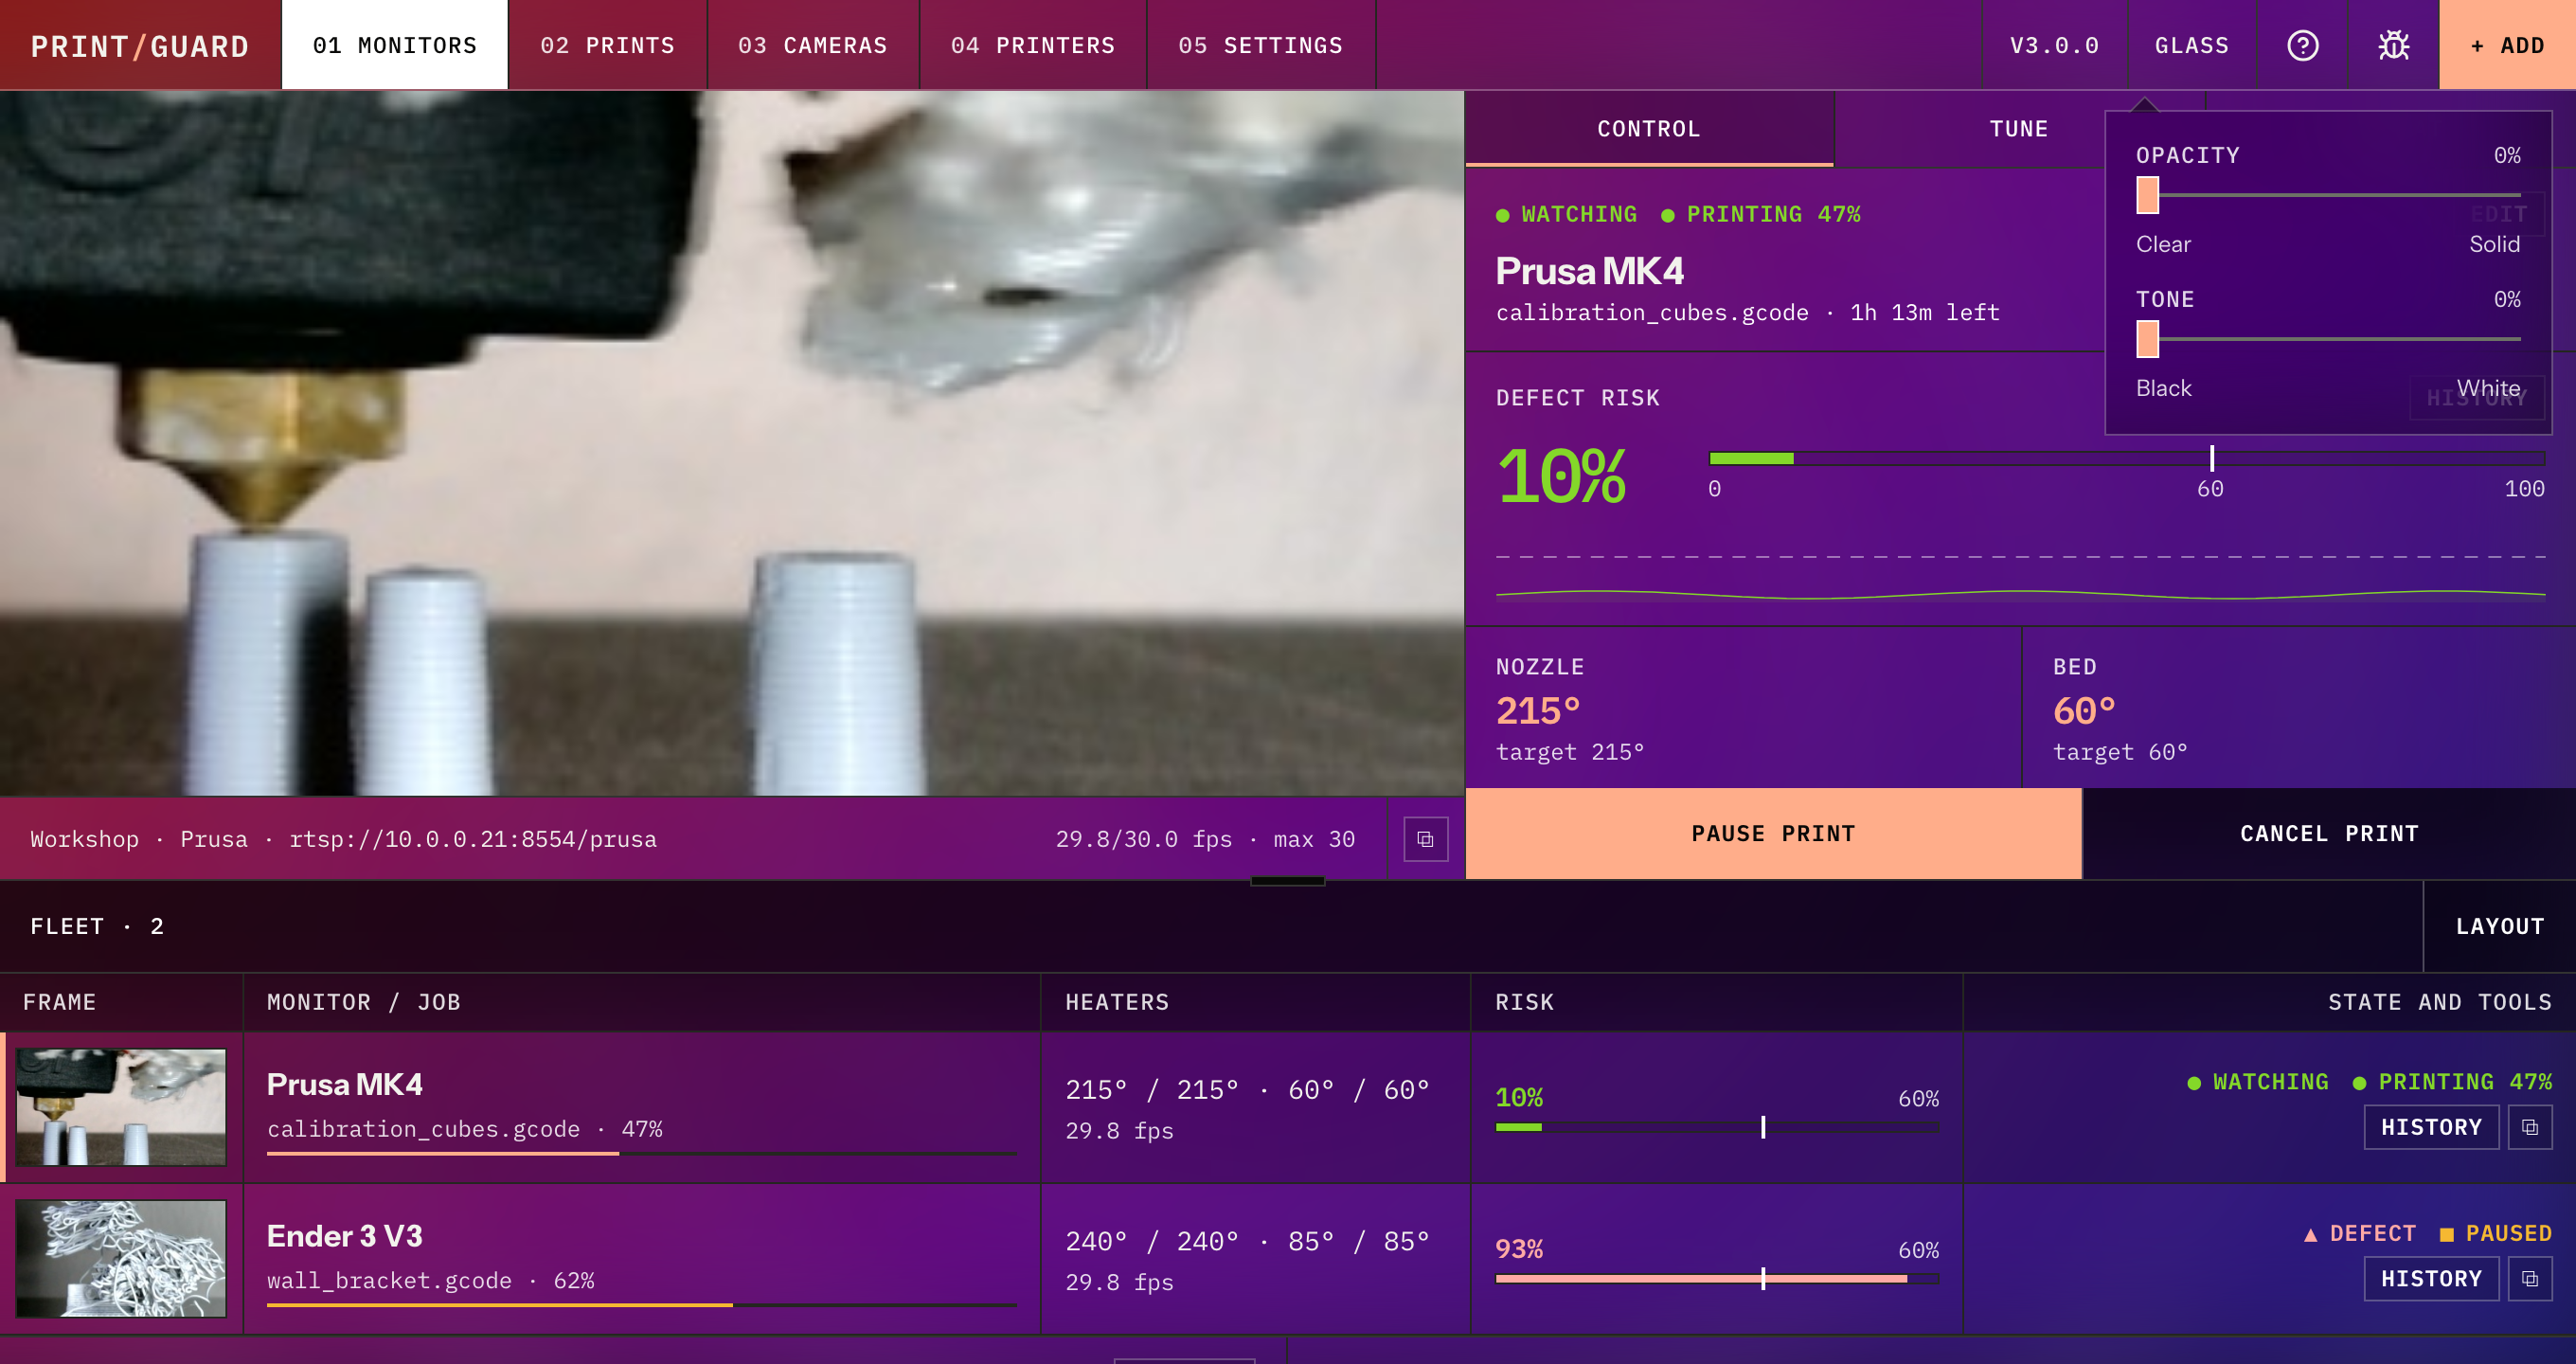 PRINT/GUARD
01 MONITORS
02 PRINTS
03 CAMERAS
04 PRINTERS
05 SETTINGS
V3.0.0
GLASS
+ ADD
CONTROL
TUNE
OPACITY 0%
Clear Solid
TONE 0%
Black White
EDIT
HISTORY
● WATCHING ● PRINTING 47%
Prusa MK4
calibration_cubes.gcode · 1h 13m left
DEFECT RISK
10%
0 60 100
NOZZLE
215°
target 215°
BED
60°
target 60°
Workshop · Prusa · rtsp://10.0.0.21:8554/prusa
29.8/30.0 fps · max 30
PAUSE PRINT
CANCEL PRINT
FLEET · 2
LAYOUT
FRAME
MONITOR / JOB
HEATERS
RISK
STATE AND TOOLS
Prusa MK4
calibration_cubes.gcode · 47%
215° / 215° · 60° / 60°
29.8 fps
10% 60%
● WATCHING ● PRINTING 47%
HISTORY
Ender 3 V3
wall_bracket.gcode · 62%
240° / 240° · 85° / 85°
29.8 fps
93% 60%
▲ DEFECT ■ PAUSED
HISTORY